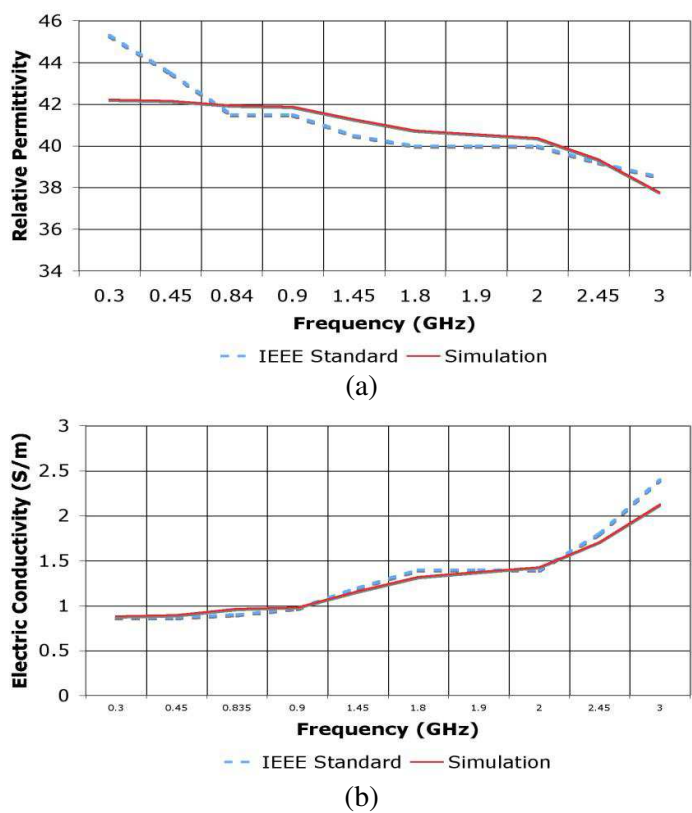 46
44
42
40
38
36
34
Relative Permittivity
0.3 0.45 0.84 0.9 1.45 1.8 1.9 2 2.45 3
Frequency (GHz)
IEEE Standard Simulation
(a)
3
2.5
2
1.5
1
0.5
0
Electric Conductivity (S/m)
0.3 0.45 0.835 0.9 1.45 1.8 1.9 2 2.45 3
Frequency (GHz)
IEEE Standard Simulation
(b)